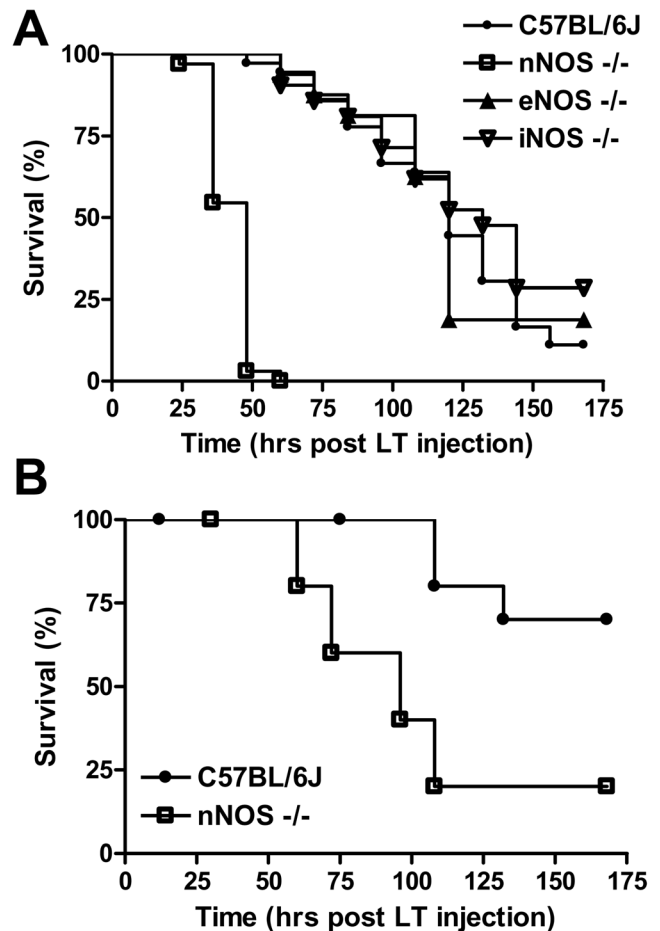 A
C57BL/6J
nNOS -/-
eNOS -/-
iNOS -/-
100
75
50
25
0
Survival (%)
0 25 50 75 100 125 150 175
Time (hrs post LT injection)
B
100
75
50
25
0
Survival (%)
C57BL/6J
nNOS -/-
0 25 50 75 100 125 150 175
Time (hrs post LT injection)